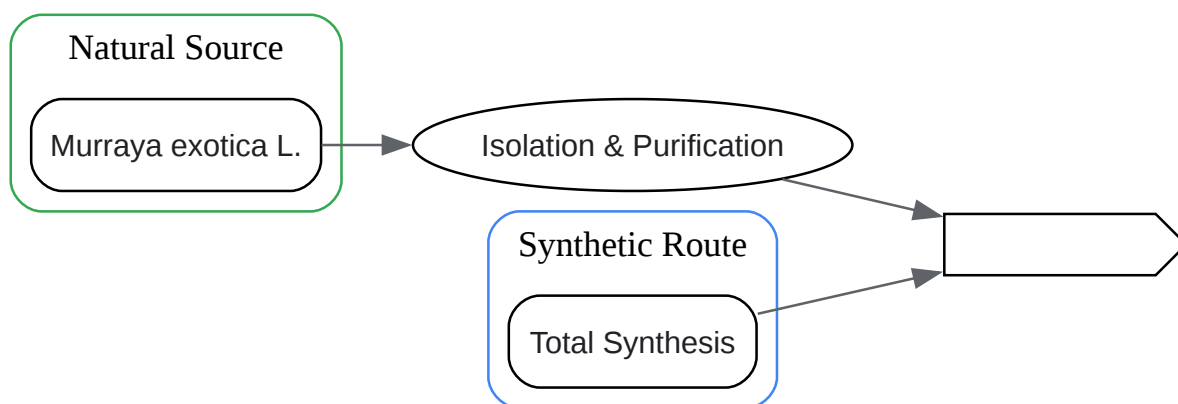 Natural Source
Murraya exotica L.
Isolation & Purification
Synthetic Route
Total Synthesis